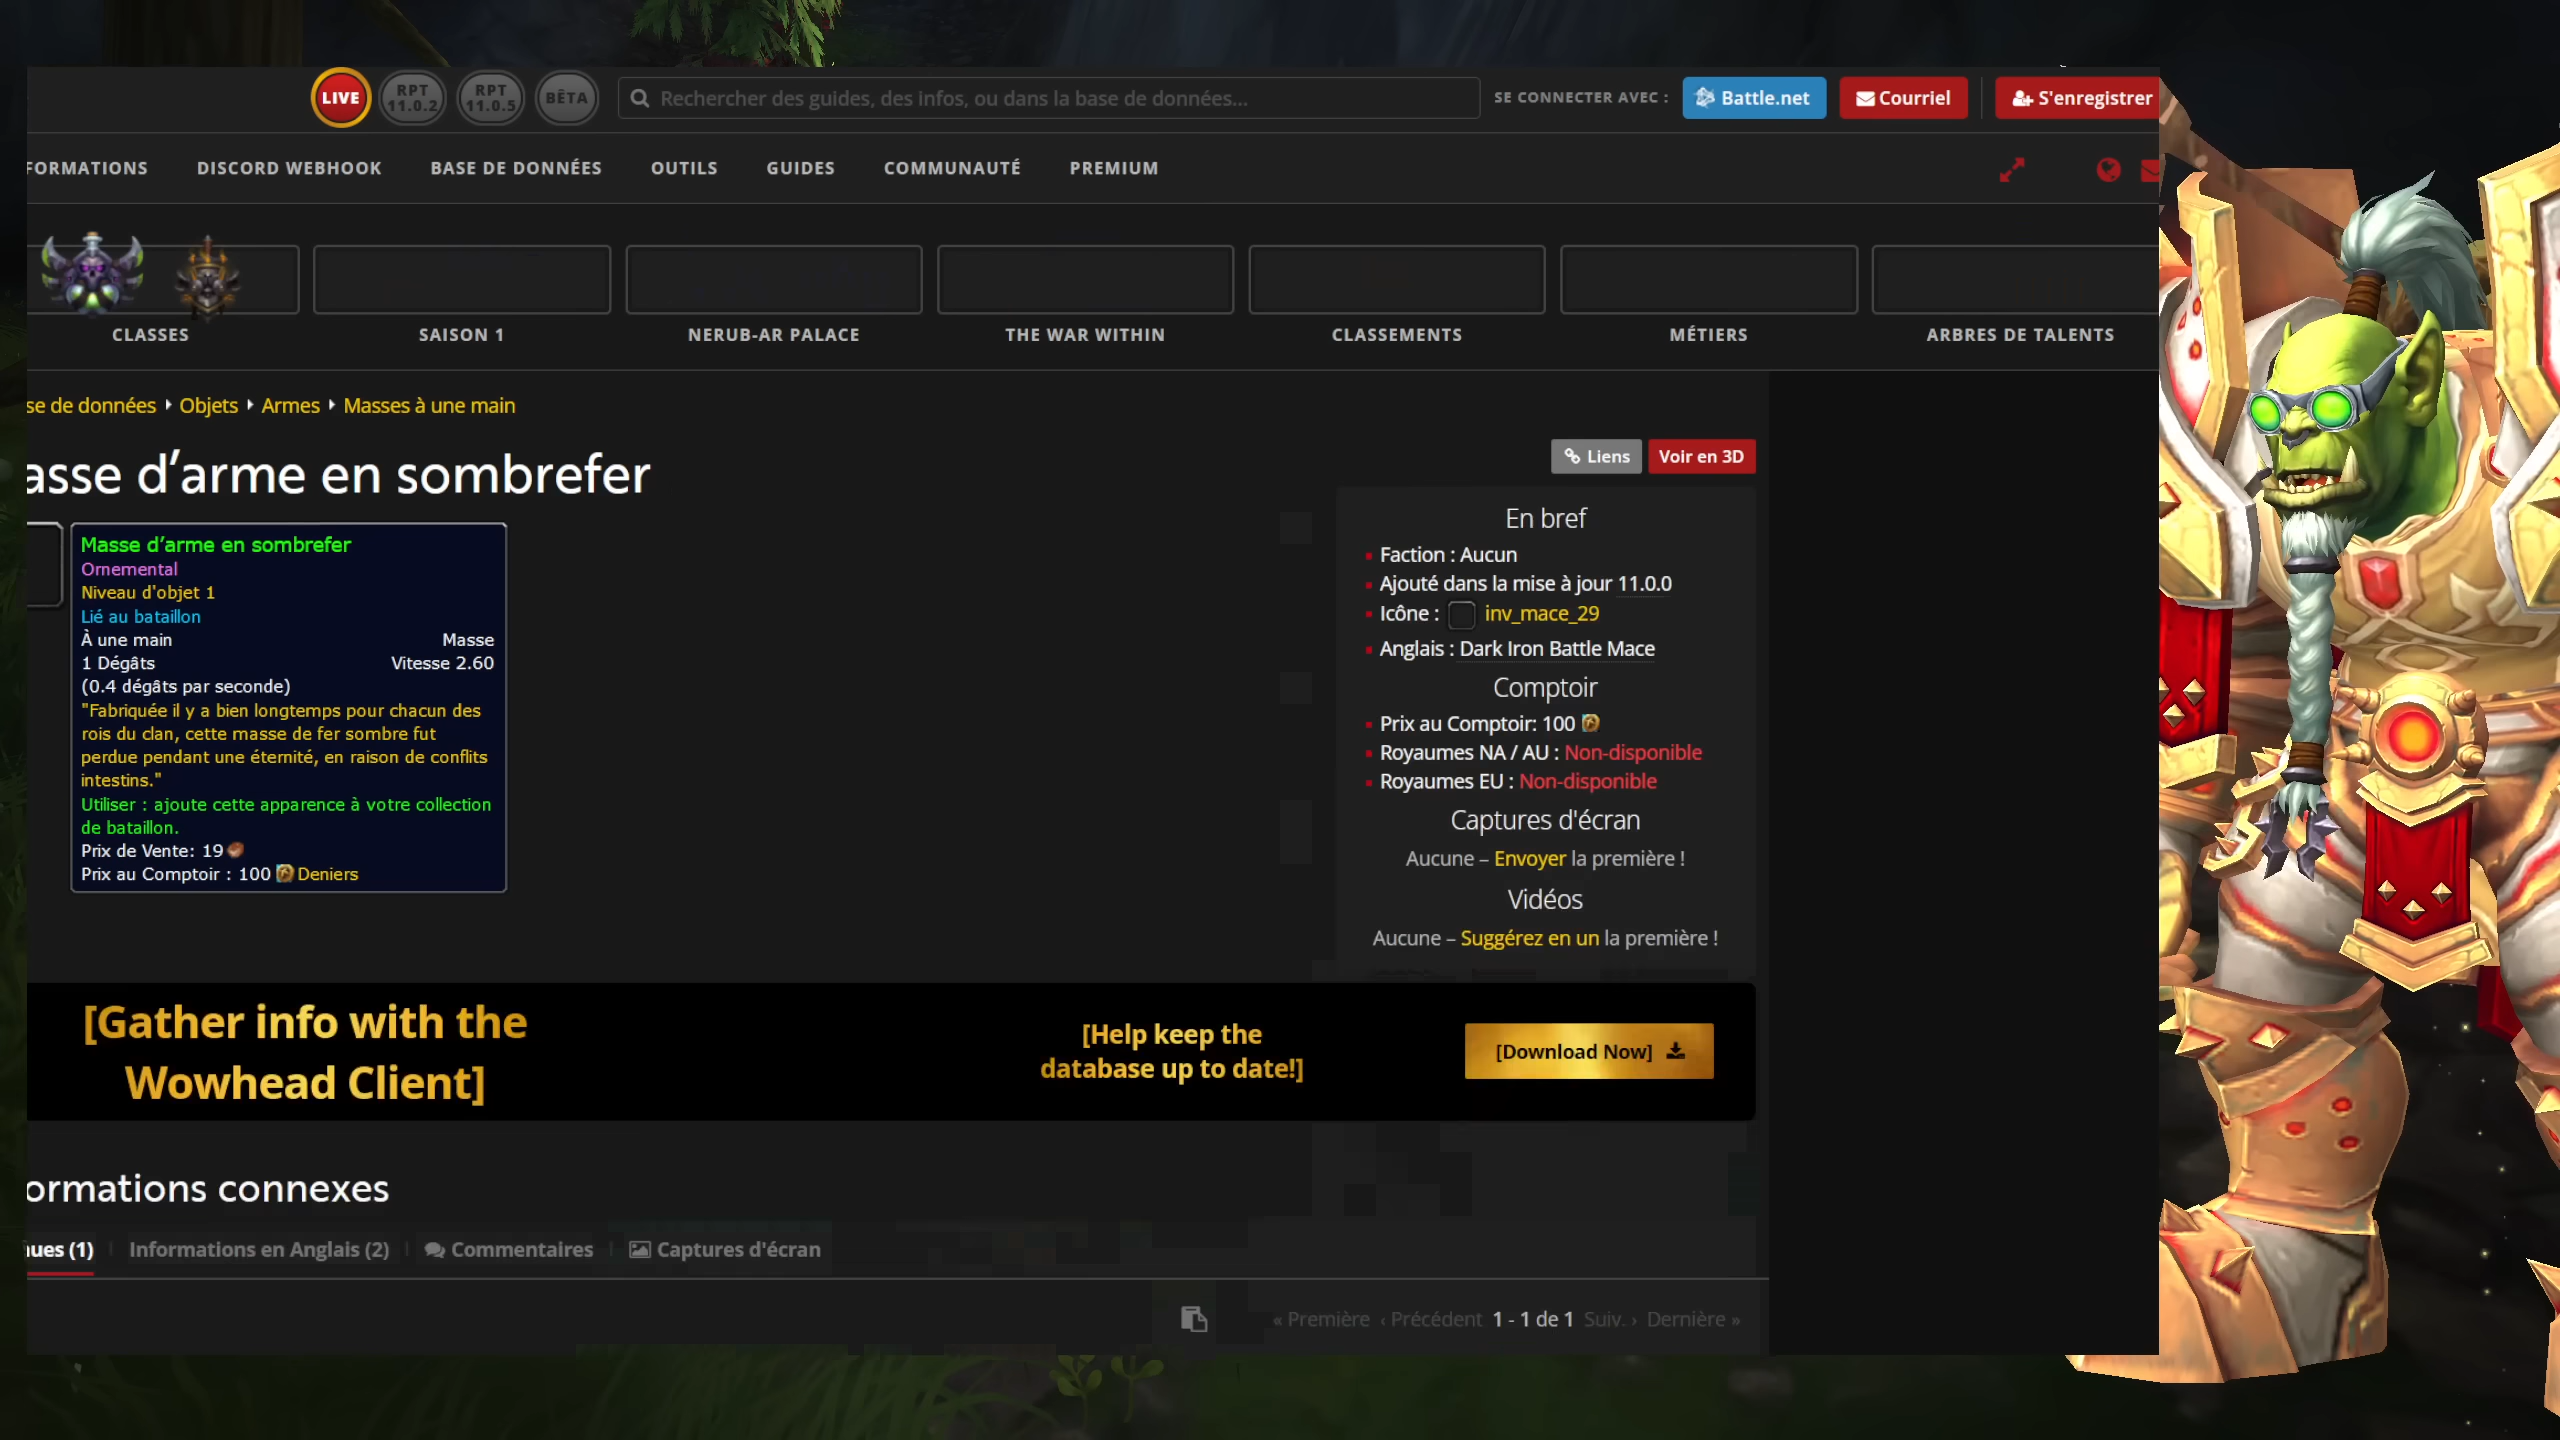 LIVE
RPT
11.0.2
RPT
11.0.5
BÊTA
Rechercher des guides, des infos, ou dans la base de données...
SE CONNECTER AVEC :
Battle.net
Courriel
S'enregistrer
FORMATIONS
DISCORD WEBHOOK
BASE DE DONNÉES
OUTILS
GUIDES
COMMUNAUTÉ
PREMIUM
CLASSES
SAISON 1
NERUB-AR PALACE
THE WAR WITHIN
CLASSEMENTS
MÉTIERS
ARBRES DE TALENTS
se de données
Objets
Armes
Masses à une main
asse d’arme en sombrefer
Masse d’arme en sombrefer
Ornemental
Niveau d'objet 1
Lié au bataillon
À une main Masse
1 Dégâts Vitesse 2.60
(0.4 dégâts par seconde)
"Fabriquée il y a bien longtemps pour chacun des
rois du clan, cette masse de fer sombre fut
perdue pendant une éternité, en raison de conflits
intestins."
Utiliser : ajoute cette apparence à votre collection
de bataillon.
Prix de Vente: 19
Prix au Comptoir : 100 Deniers
Liens
Voir en 3D
En bref
Faction : Aucun
Ajouté dans la mise à jour 11.0.0
Icône : inv_mace_29
Anglais : Dark Iron Battle Mace
Comptoir
Prix au Comptoir: 100
Royaumes NA / AU : Non-disponible
Royaumes EU : Non-disponible
Captures d'écran
Aucune – Envoyer la première !
Vidéos
Aucune – Suggérez en un la première !
[Gather info with the
Wowhead Client]
[Help keep the
database up to date!]
[Download Now]
ormations connexes
ues (1)
Informations en Anglais (2)
Commentaires
Captures d'écran
« Première ‹ Précédent 1 - 1 de 1 Suiv. › Dernière »